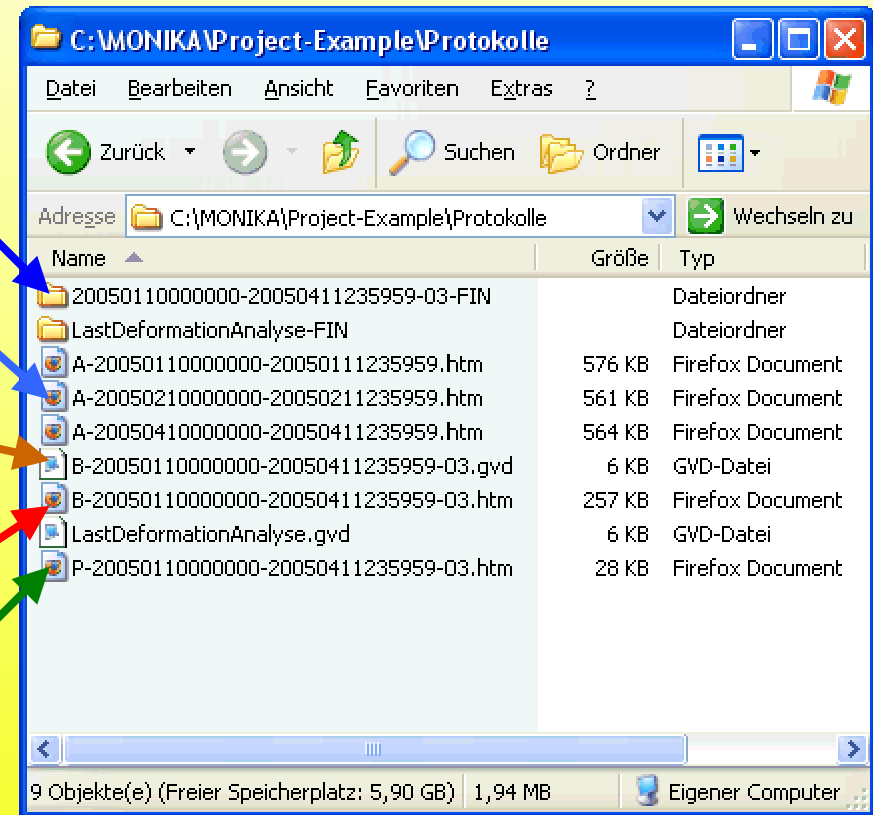 C:\MONIKA\Project-Example\Protokolle
Datei Bearbeiten Ansicht Favoriten Extras ?
Zurück Suchen Ordner
Adresse C:\MONIKA\Project-Example\Protokolle Wechseln zu
Name Größe Typ
20050110000000-20050411235959-03-FIN Dateiordner
LastDeformationAnalyse-FIN Dateiordner
A-20050110000000-20050111235959.htm 576 KB Firefox Document
A-20050210000000-20050211235959.htm 561 KB Firefox Document
A-20050410000000-20050411235959.htm 564 KB Firefox Document
B-20050110000000-20050411235959-03.gvd 6 KB GVD-Datei
B-20050110000000-20050411235959-03.htm 257 KB Firefox Document
LastDeformationAnalyse.gvd 6 KB GVD-Datei
P-20050110000000-20050411235959-03.htm 28 KB Firefox Document
9 Objekte(e) (Freier Speicherplatz: 5,90 GB) 1,94 MB Eigener Computer